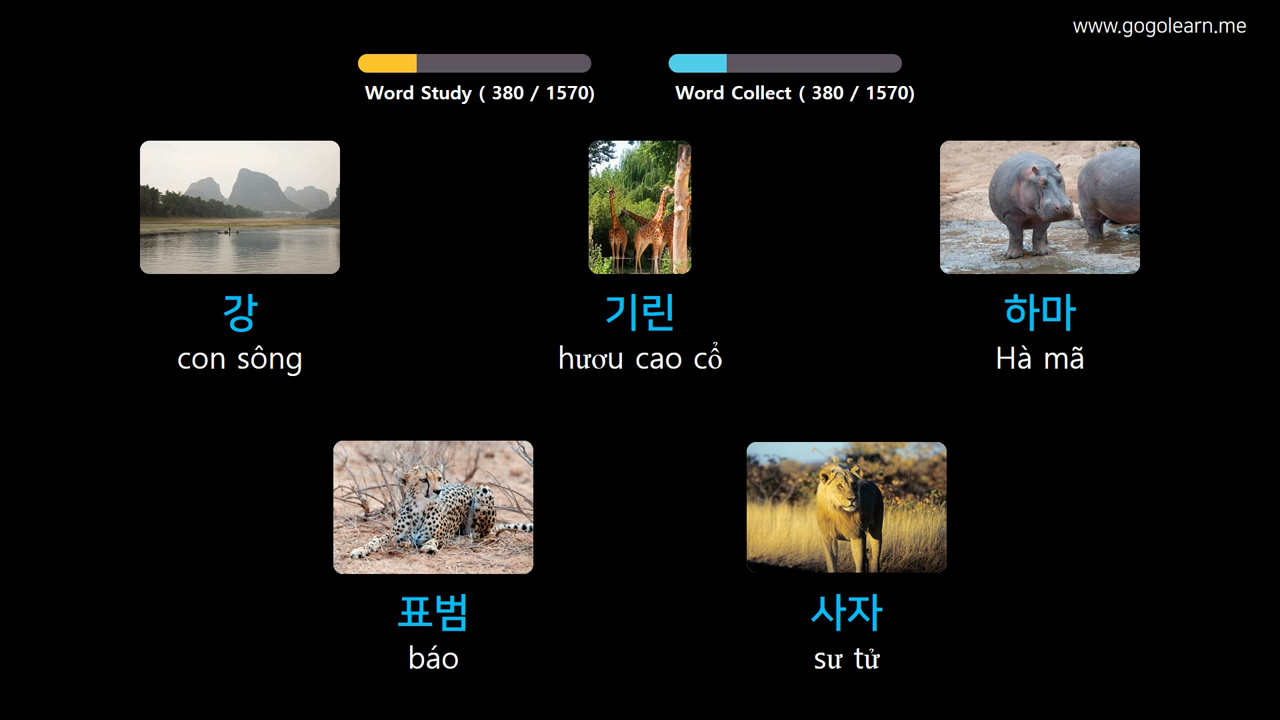 www.gogolearn.me
Word Study ( 380 / 1570)
Word Collect ( 380 / 1570)
강
기린
하마
con sông
hươu cao cổ
Hà mã
표범
사자
báo
sư tử